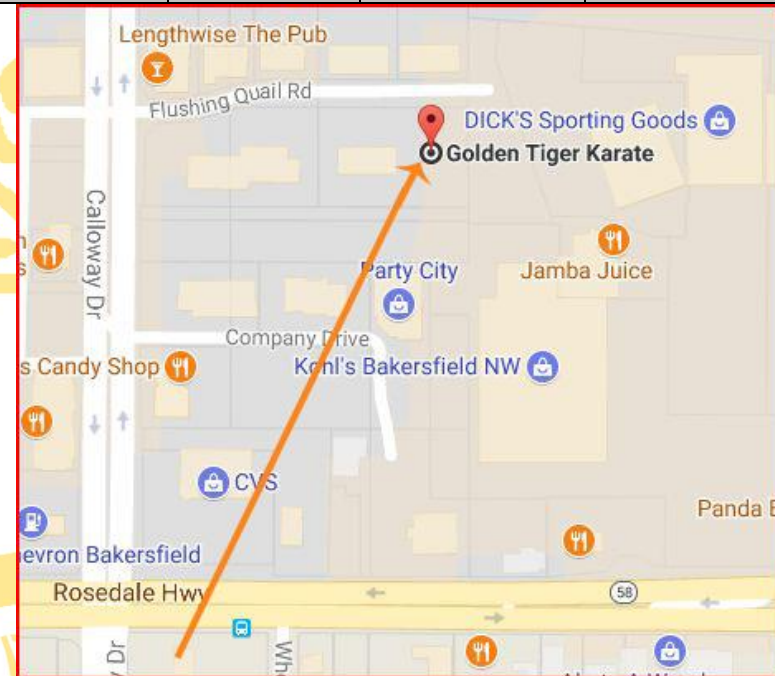 Lengthwise The Pub
Flushing Quail Rd
DICK'S Sporting Goods
Golden Tiger Karate
Calloway Dr
Party City
Jamba Juice
Company Drive
s Candy Shop
Kohl's Bakersfield NW
CVS
Panda E
evron Bakersfield
Rosedale Hwy
58
Dr